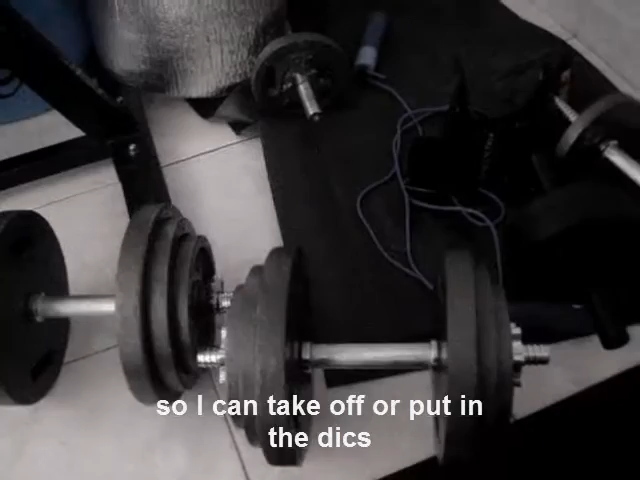 so I can take off or put in
the dics